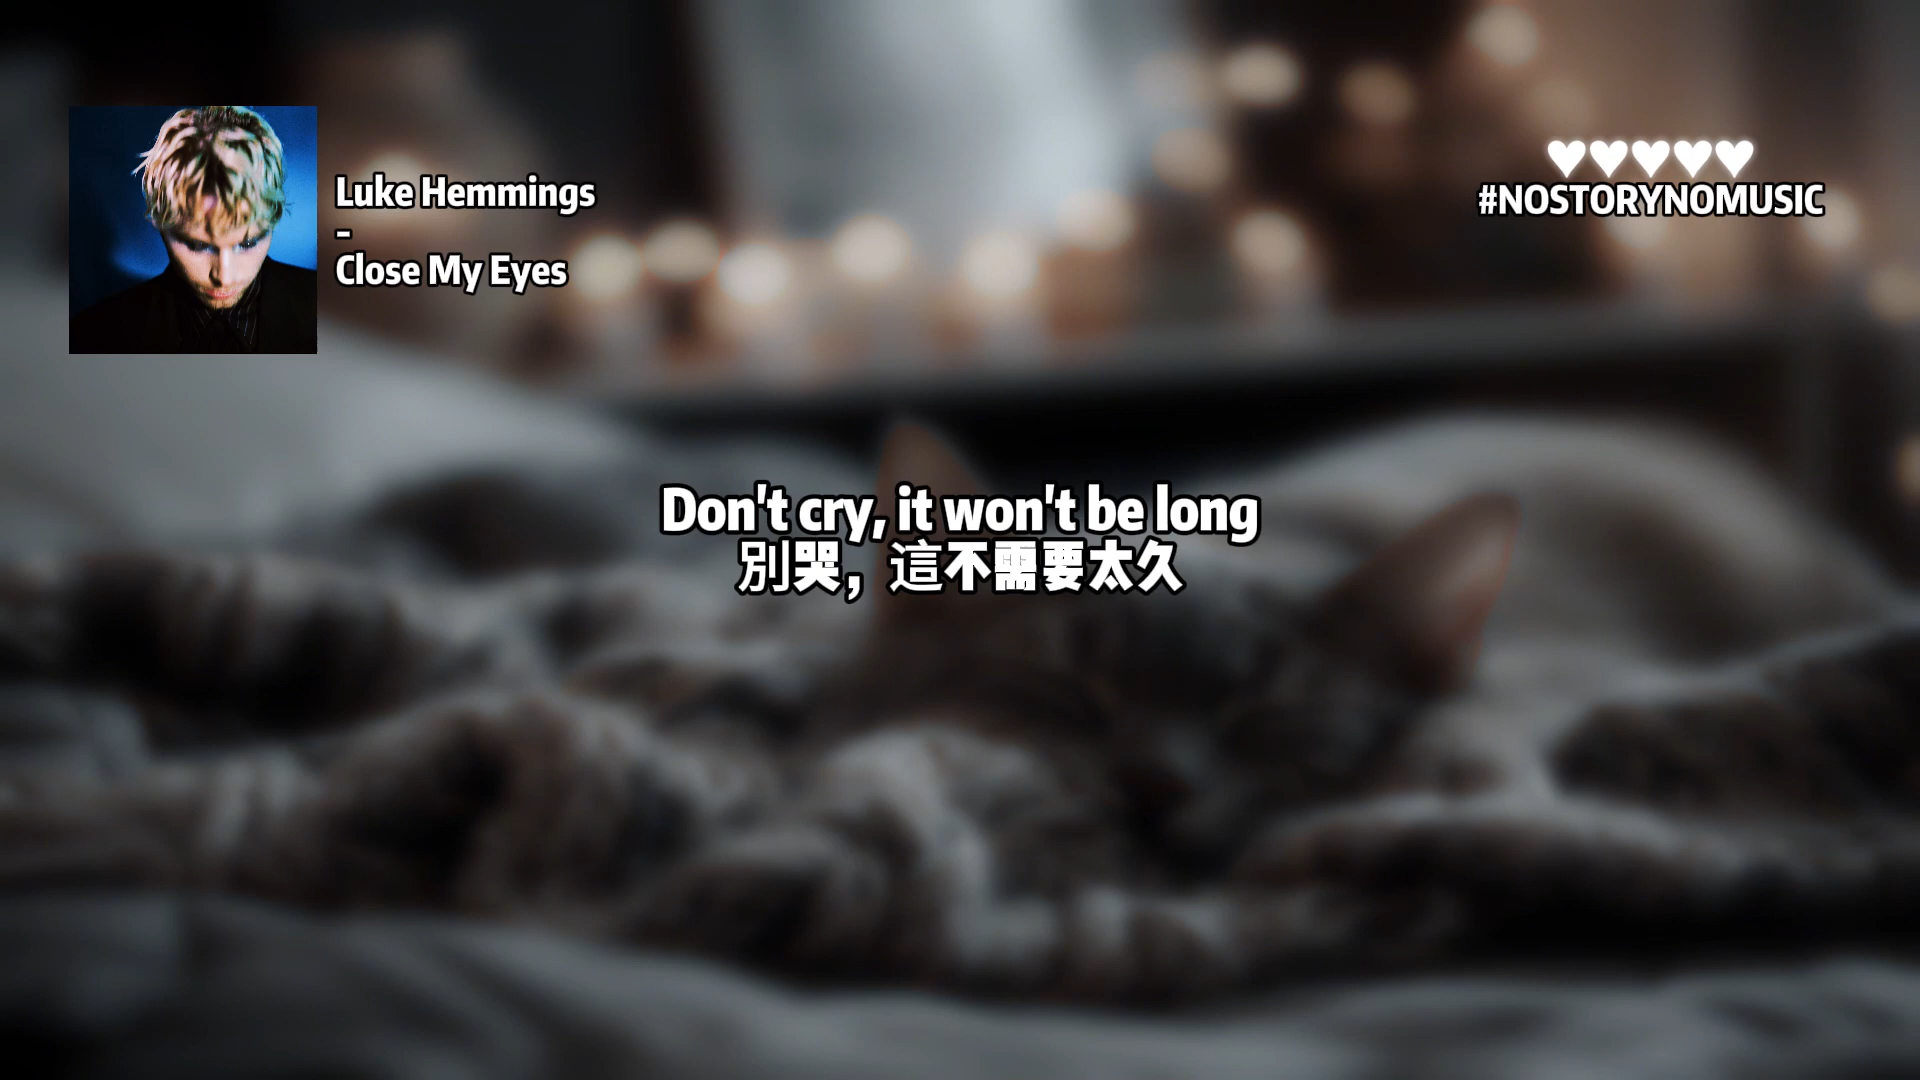 Luke Hemmings
-
Close My Eyes
♥♥♥♥♥
#NOSTORYNOMUSIC
Don't cry, it won't be long
別哭，這不需要太久